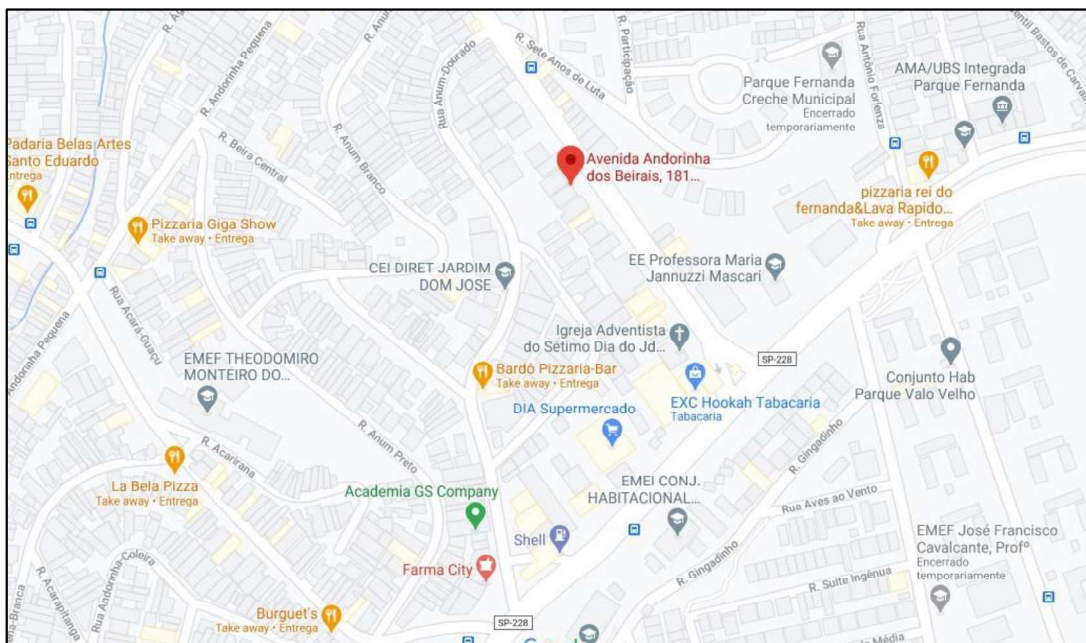 R. Andorinha Pequena
R. Anum Branco
R. Beira Central
Rua Anum-Dourado
R. Sete Anos de Luta
R. Participação
Rua Antônio Forlenza
Parque Fernanda
Creche Municipal
Encerrado
temporariamente
AMA/UBS Integrada
Parque Fernanda
Padaria Belas Artes
Santo Eduardo
Entrega
Avenida Andorinha
dos Beirais, 181...
pizzaria rei do
fernanda&Lava Rapido...
Take away • Entrega
Pizzaria Giga Show
Take away • Entrega
CEI DIRET JARDIM
DOM JOSE
EE Professora Maria
Jannuzzi Mascari
Rua Acará-Guaçu
Andorinha Pequena
EMEF THEODOMIRO
MONTEIRO DO...
Igreja Adventista
do Sétimo Dia do Jd...
SP-228
Bardô Pizzaria-Bar
Take away • Entrega
EXC Hookah Tabacaria
Tabacaria
Conjunto Hab
Parque Valo Velho
DIA Supermercado
R. Acarirana
R. Anum Preto
R. Gingadinho
La Bela Pizza
Take away • Entrega
Academia GS Company
EMEI CONJ.
HABITACIONAL...
Rua Aves ao Vento
Shell
EMEF José Francisco
Cavalcante, Profº
Encerrado
temporariamente
Farma City
R. Gingadinho
R. Suite Ingênua
R. Acarapitanga
Rua Andorinha-Coleira
Burguet's
Take away • Entrega
SP-228